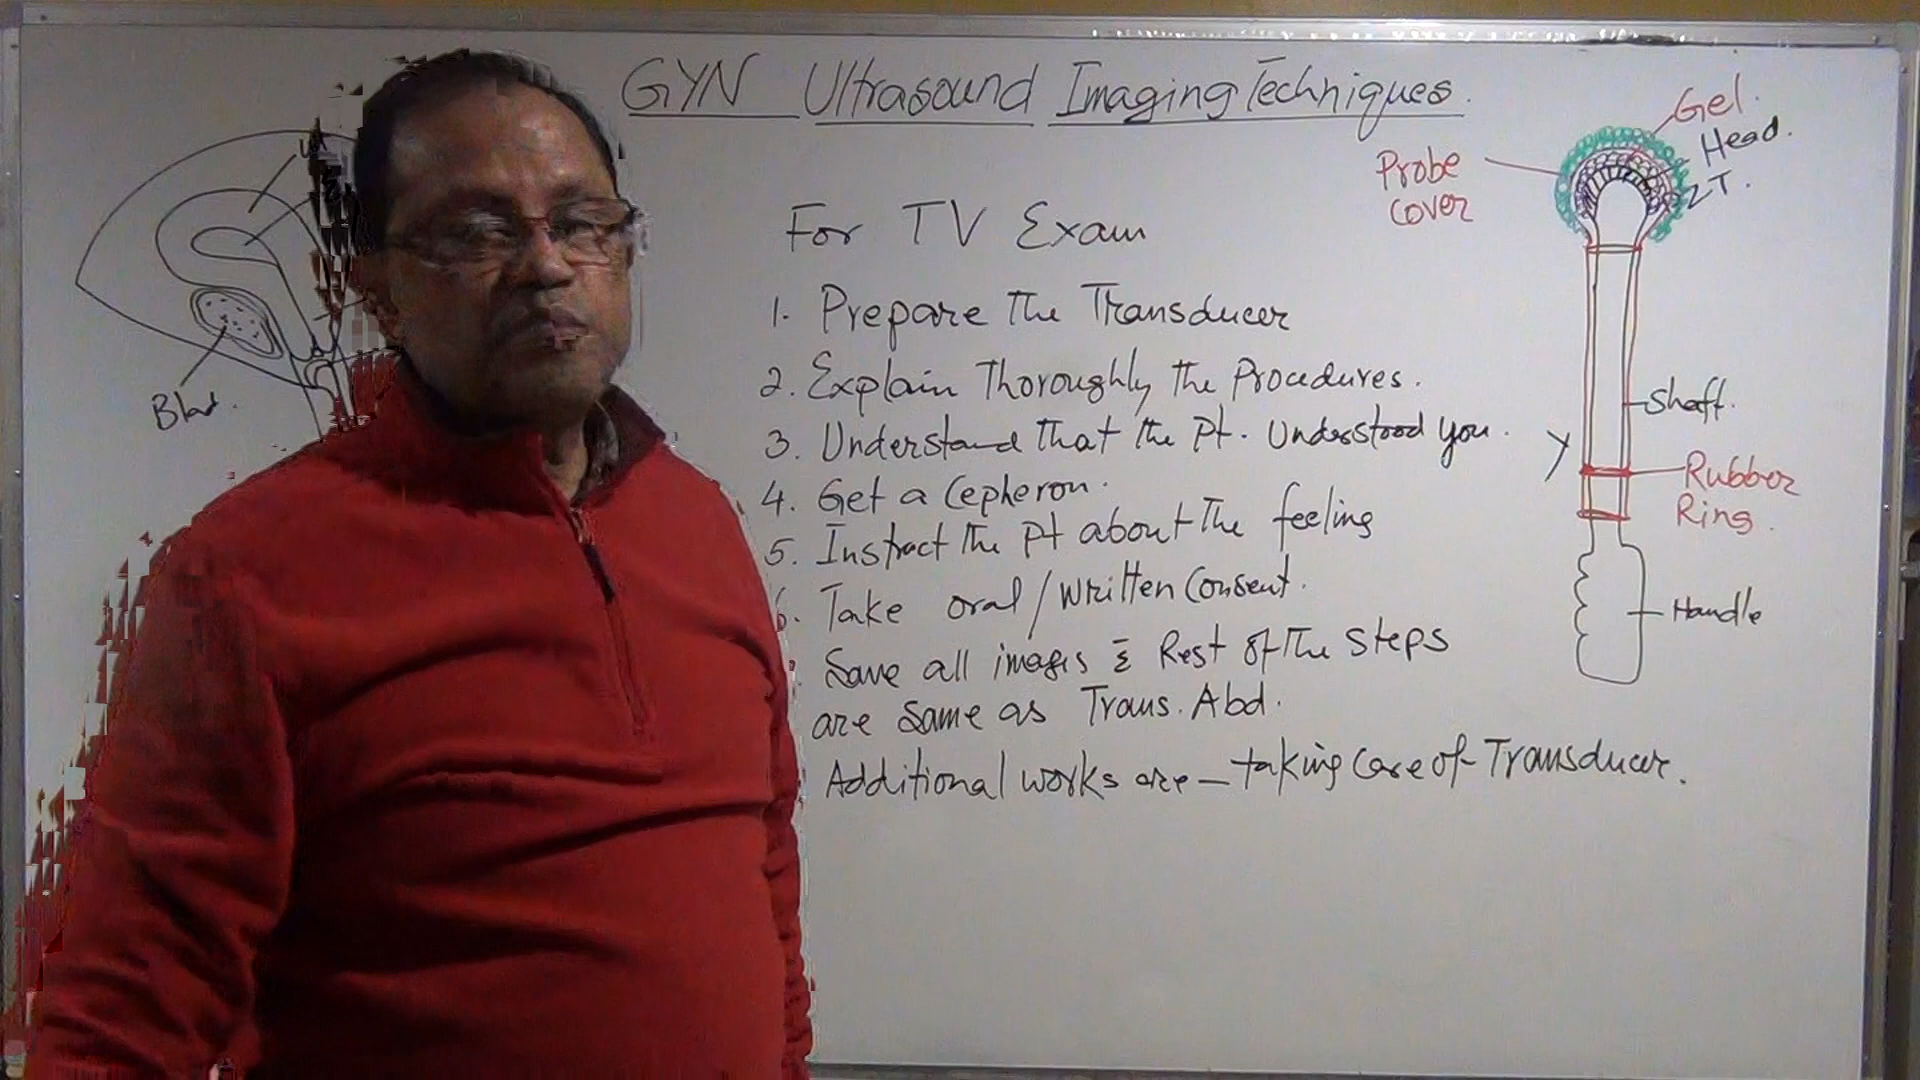 GYN Ultrasound Imaging Techniques.
For TV Exam
1. Prepare The Transducer
2. Explain Thoroughly the Procedures.
3. Understand that the Pt. Understood you.
4. Get a Cepheron.
5. Instruct the Pt about the feeling
6. Take oral/written Consent.
Save all images & Rest of the steps
are same as Trans. Abd.
Additional works are - taking Care of Transducer.
Blad.
Gel.
Head.
Z-T.
Probe
cover
Shaft.
Rubber
Ring.
Handle